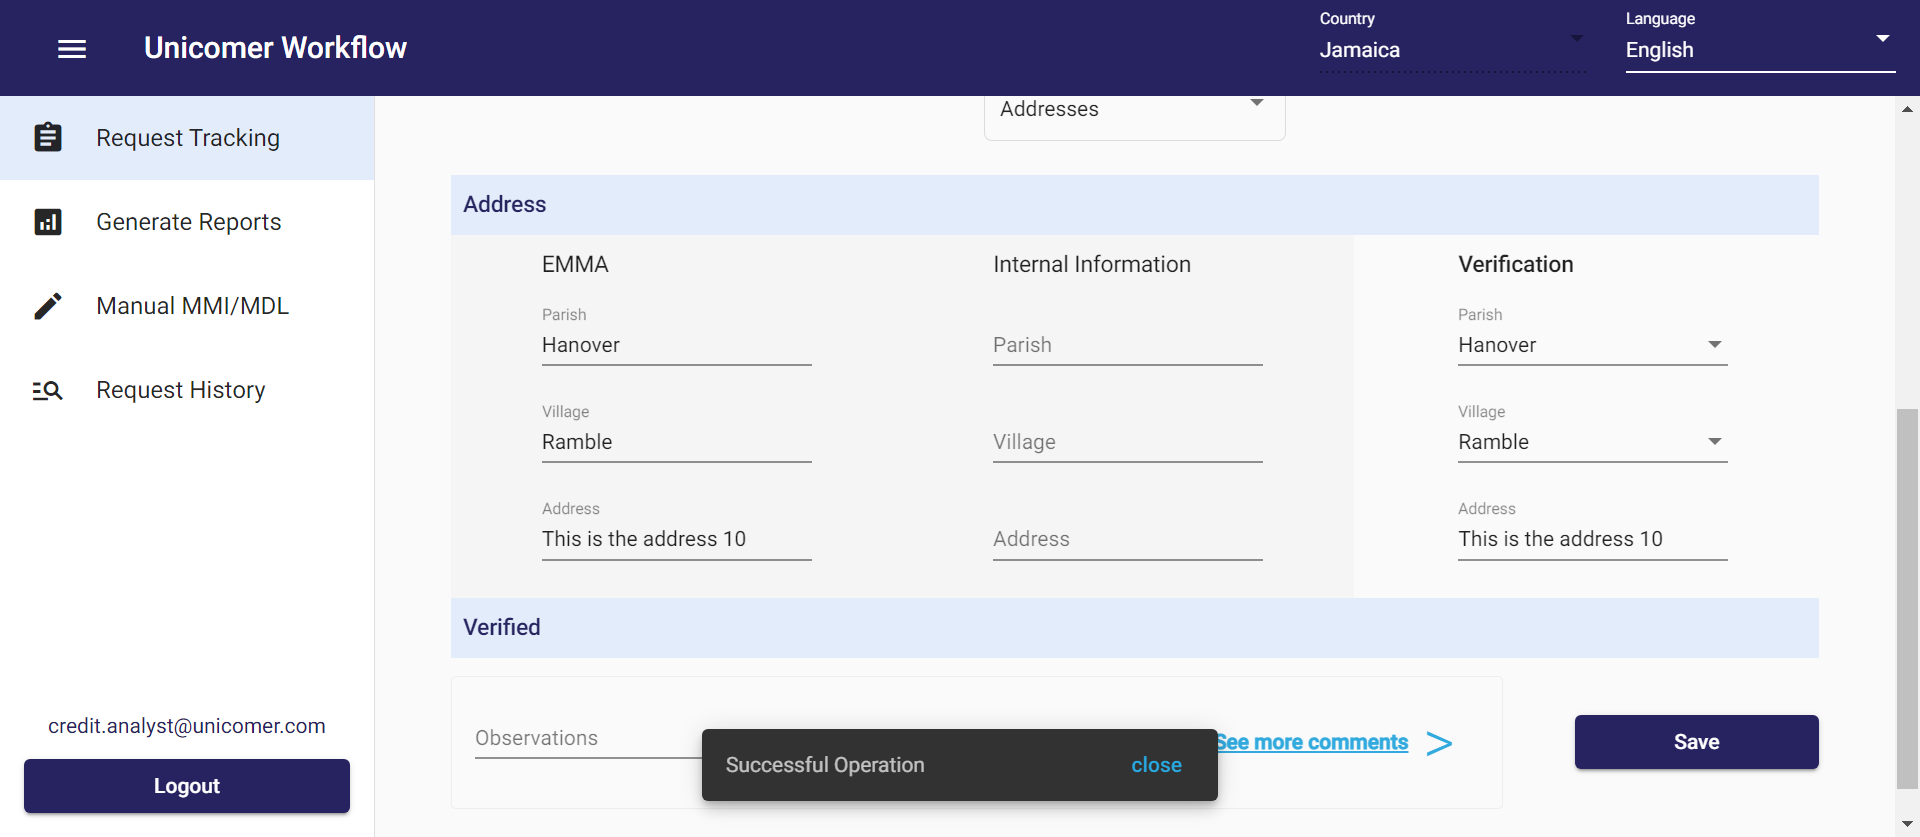 Unicomer Workflow
Country
Jamaica
Language
English
Request Tracking
Generate Reports
Manual MMI/MDL
Request History
credit.analyst@unicomer.com
Logout
Addresses
Address
EMMA
Internal Information
Verification
Parish
Hanover
Parish
Parish
Hanover
Village
Ramble
Village
Village
Ramble
Address
This is the address 10
Address
Address
This is the address 10
Verified
Observations
See more comments >
Save
Successful Operation
close